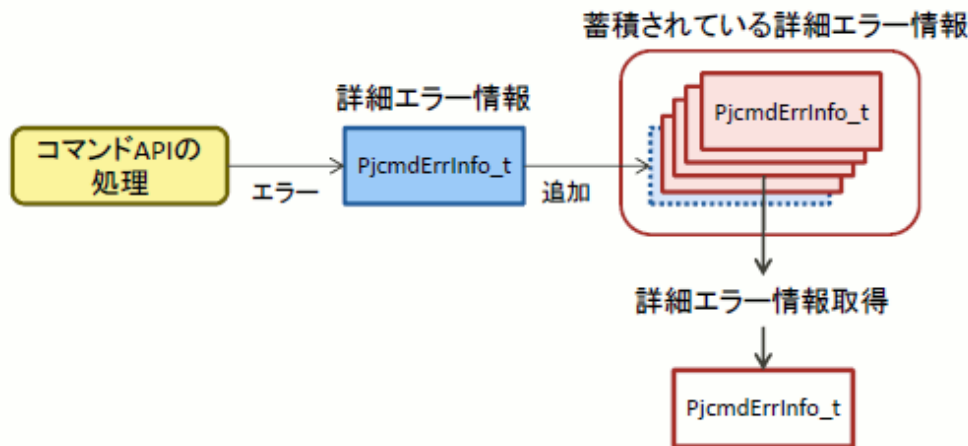 蓄積されている詳細エラー情報
詳細エラー情報
PjcmdErrInfo_t
コマンドAPIの
処理
エラー
PjcmdErrInfo_t
追加
詳細エラー情報取得
PjcmdErrInfo_t